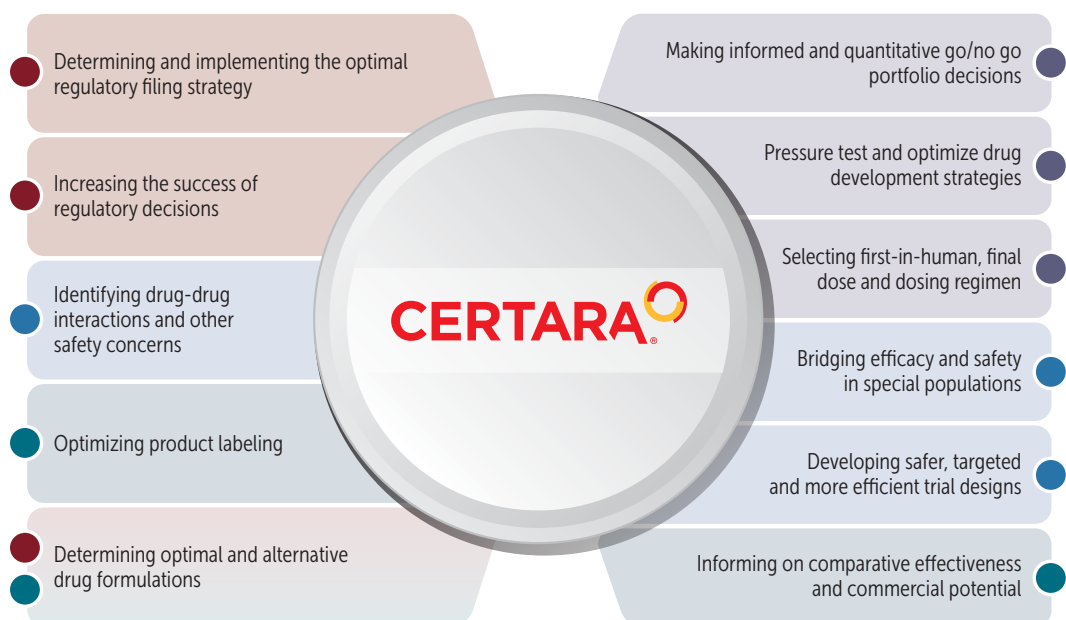 Determining and implementing the optimal
regulatory filing strategy
Increasing the success of
regulatory decisions
Identifying drug-drug
interactions and other
safety concerns
Optimizing product labeling
Determining optimal and alternative
drug formulations
CERTARA®
Making informed and quantitative go/no go
portfolio decisions
Pressure test and optimize drug
development strategies
Selecting first-in-human, final
dose and dosing regimen
Bridging efficacy and safety
in special populations
Developing safer, targeted
and more efficient trial designs
Informing on comparative effectiveness
and commercial potential